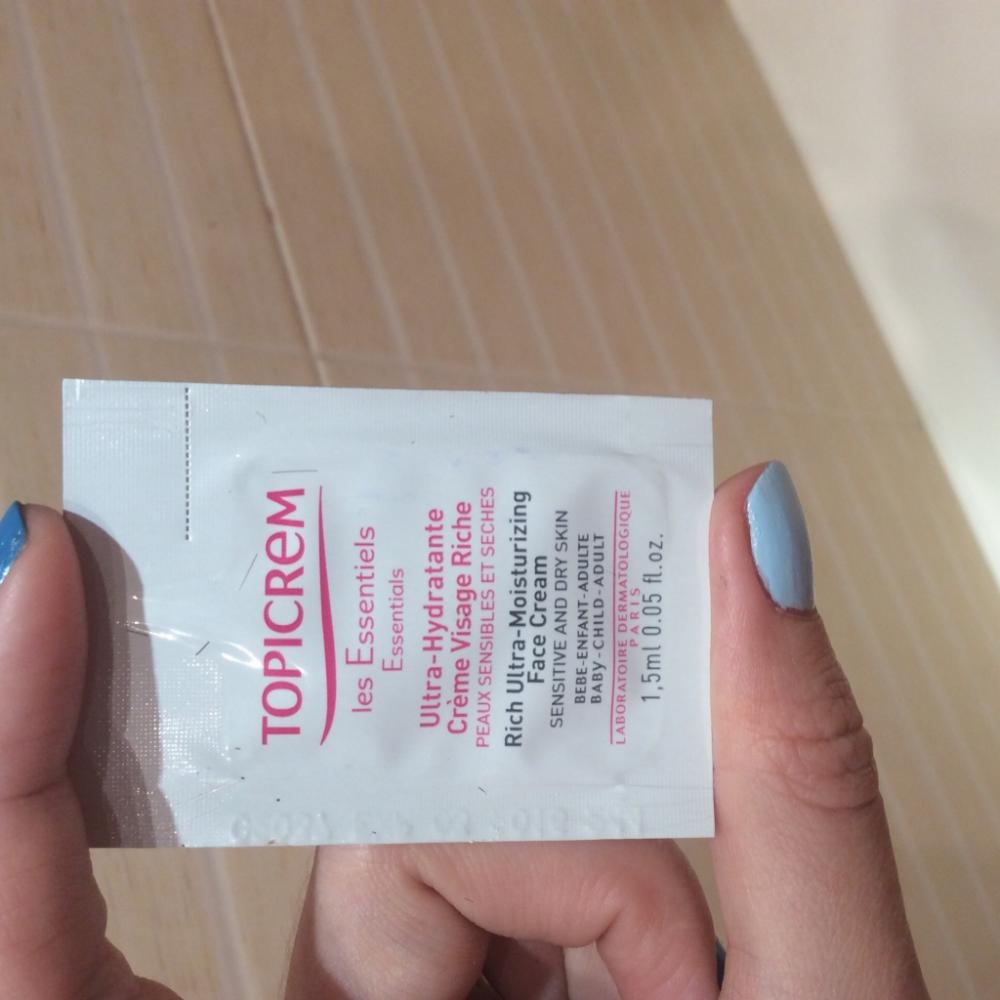 TOPICREM
les Essentiels
Essentials
Ultra-Hydratante
Crème Visage Riche
PEAUX SENSIBLES ET SECHES
Rich Ultra-Moisturizing
Face Cream
SENSITIVE AND DRY SKIN
BEBE-ENFANT-ADULTE
BABY-CHILD-ADULT
LABORATOIRE DERMATOLOGIQUE
PARIS
1,5ml 0.05 fl.oz.